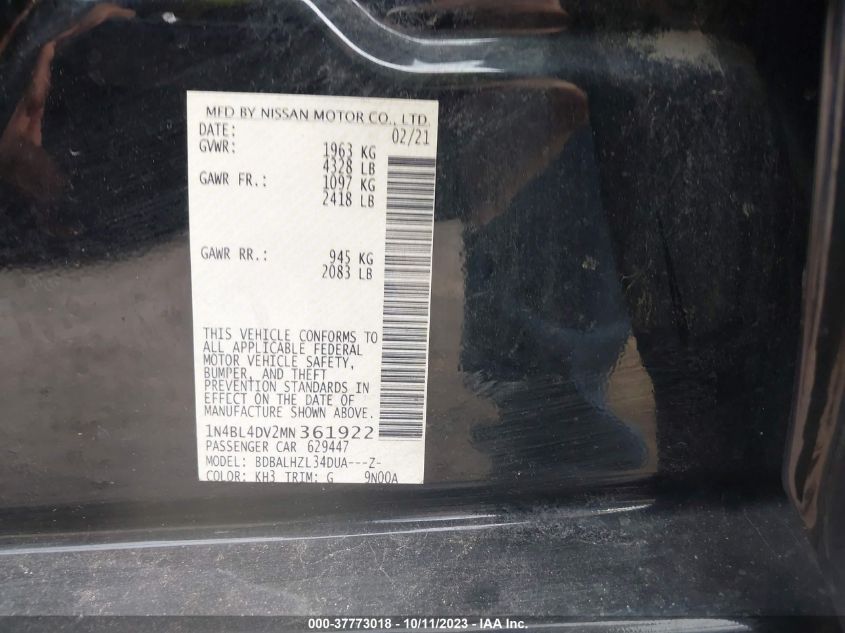 MFD BY NISSAN MOTOR CO., LTD.
DATE: 02/21
GVWR: 1963 KG
4328 LB
GAWR FR.: 1097 KG
2418 LB
GAWR RR.: 945 KG
2083 LB
THIS VEHICLE CONFORMS TO
ALL APPLICABLE FEDERAL
MOTOR VEHICLE SAFETY,
BUMPER, AND THEFT
PREVENTION STANDARDS IN
EFFECT ON THE DATE OF
MANUFACTURE SHOWN ABOVE.
1N4BL4DV2MN361922
PASSENGER CAR 629447
MODEL: BDBALHZL34DUA---Z-
COLOR: KH3 TRIM: G 9N00A
000-37773018 - 10/11/2023 - IAA Inc.